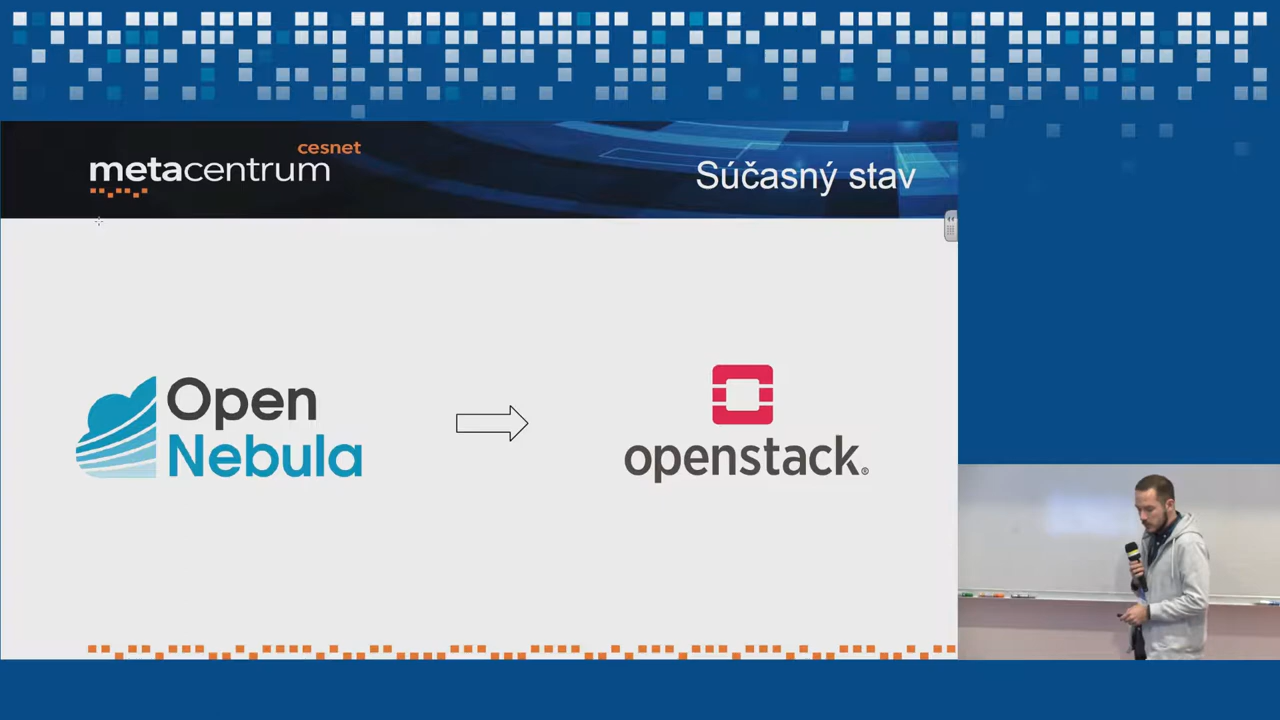 cesnet
metacentrum
Súčasný stav
Open
Nebula
openstack®